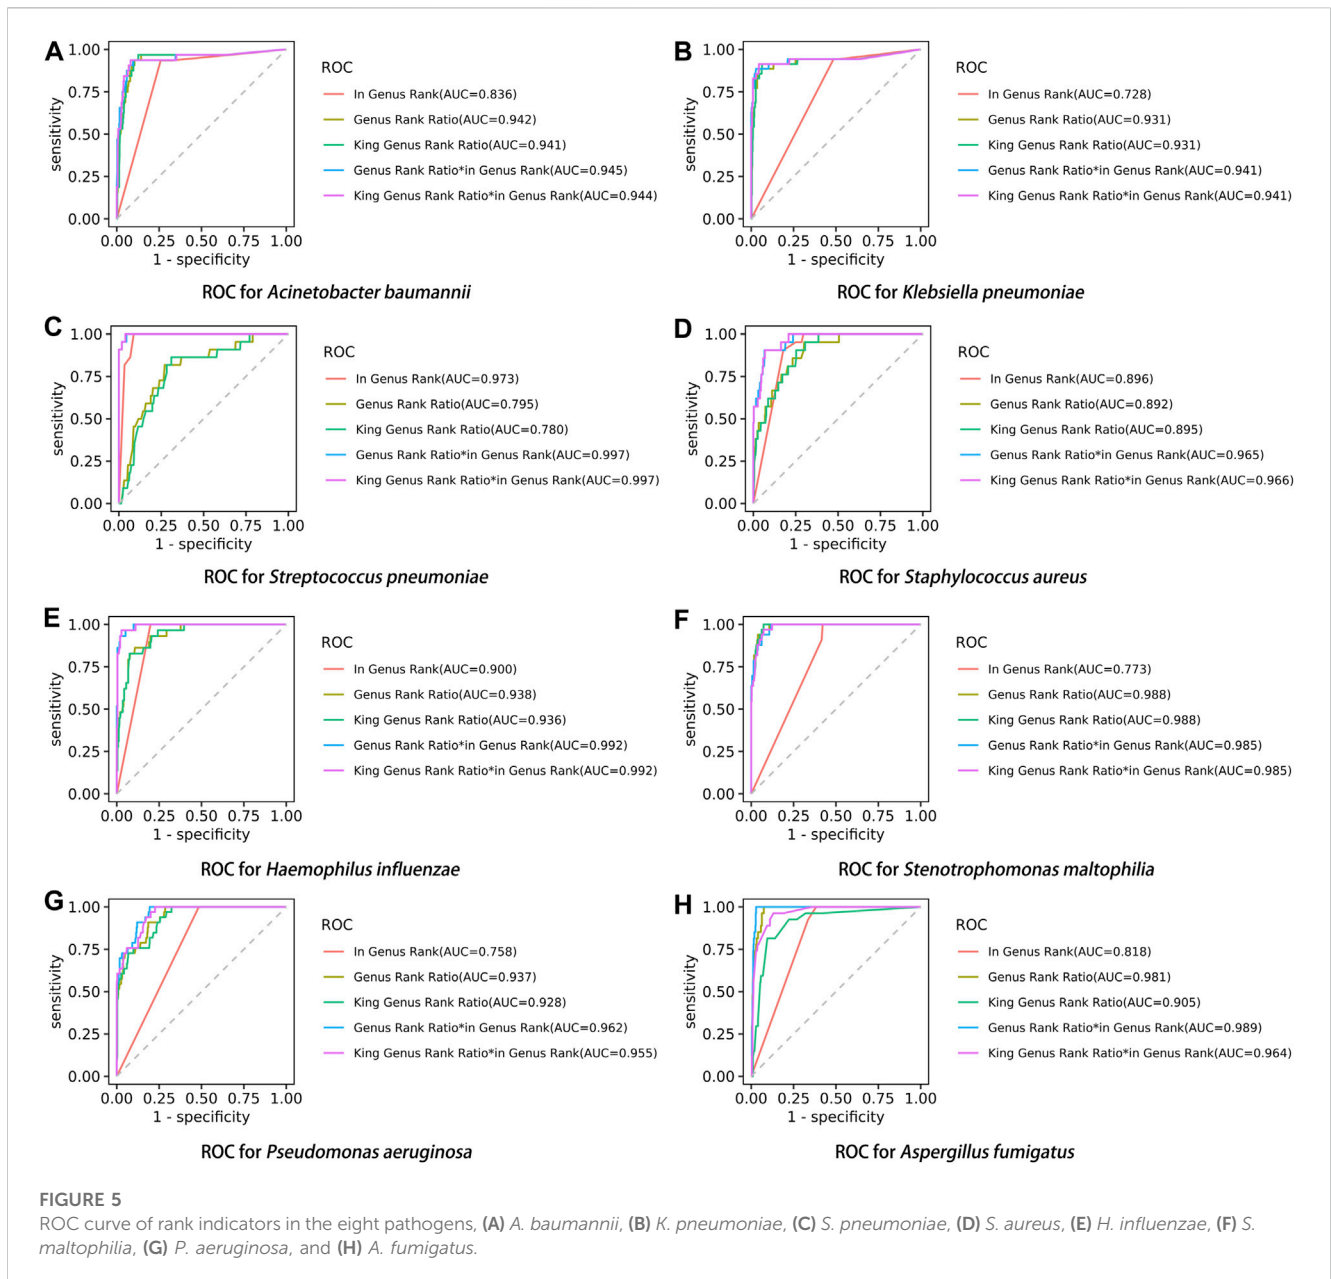 A
1.00
0.75
0.50
0.25
0.00
sensitivity
0.00 0.25 0.50 0.75 1.00
1 - specificity
ROC
In Genus Rank(AUC=0.836)
Genus Rank Ratio(AUC=0.942)
King Genus Rank Ratio(AUC=0.941)
Genus Rank Ratio*in Genus Rank(AUC=0.945)
King Genus Rank Ratio*in Genus Rank(AUC=0.944)
ROC for Acinetobacter baumannii
B
1.00
0.75
0.50
0.25
0.00
sensitivity
0.00 0.25 0.50 0.75 1.00
1 - specificity
ROC
In Genus Rank(AUC=0.728)
Genus Rank Ratio(AUC=0.931)
King Genus Rank Ratio(AUC=0.931)
Genus Rank Ratio*in Genus Rank(AUC=0.941)
King Genus Rank Ratio*in Genus Rank(AUC=0.941)
ROC for Klebsiella pneumoniae
C
1.00
0.75
0.50
0.25
0.00
sensitivity
0.00 0.25 0.50 0.75 1.00
1 - specificity
ROC
In Genus Rank(AUC=0.973)
Genus Rank Ratio(AUC=0.795)
King Genus Rank Ratio(AUC=0.780)
Genus Rank Ratio*in Genus Rank(AUC=0.997)
King Genus Rank Ratio*in Genus Rank(AUC=0.997)
ROC for Streptococcus pneumoniae
D
1.00
0.75
0.50
0.25
0.00
sensitivity
0.00 0.25 0.50 0.75 1.00
1 - specificity
ROC
In Genus Rank(AUC=0.896)
Genus Rank Ratio(AUC=0.892)
King Genus Rank Ratio(AUC=0.895)
Genus Rank Ratio*in Genus Rank(AUC=0.965)
King Genus Rank Ratio*in Genus Rank(AUC=0.966)
ROC for Staphylococcus aureus
E
1.00
0.75
0.50
0.25
0.00
sensitivity
0.00 0.25 0.50 0.75 1.00
1 - specificity
ROC
In Genus Rank(AUC=0.900)
Genus Rank Ratio(AUC=0.938)
King Genus Rank Ratio(AUC=0.936)
Genus Rank Ratio*in Genus Rank(AUC=0.992)
King Genus Rank Ratio*in Genus Rank(AUC=0.992)
ROC for Haemophilus influenzae
F
1.00
0.75
0.50
0.25
0.00
sensitivity
0.00 0.25 0.50 0.75 1.00
1 - specificity
ROC
In Genus Rank(AUC=0.773)
Genus Rank Ratio(AUC=0.988)
King Genus Rank Ratio(AUC=0.988)
Genus Rank Ratio*in Genus Rank(AUC=0.985)
King Genus Rank Ratio*in Genus Rank(AUC=0.985)
ROC for Stenotrophomonas maltophilia
G
1.00
0.75
0.50
0.25
0.00
sensitivity
0.00 0.25 0.50 0.75 1.00
1 - specificity
ROC
In Genus Rank(AUC=0.758)
Genus Rank Ratio(AUC=0.937)
King Genus Rank Ratio(AUC=0.928)
Genus Rank Ratio*in Genus Rank(AUC=0.962)
King Genus Rank Ratio*in Genus Rank(AUC=0.955)
ROC for Pseudomonas aeruginosa
H
1.00
0.75
0.50
0.25
0.00
sensitivity
0.00 0.25 0.50 0.75 1.00
1 - specificity
ROC
In Genus Rank(AUC=0.818)
Genus Rank Ratio(AUC=0.981)
King Genus Rank Ratio(AUC=0.905)
Genus Rank Ratio*in Genus Rank(AUC=0.989)
King Genus Rank Ratio*in Genus Rank(AUC=0.964)
ROC for Aspergillus fumigatus
FIGURE 5
ROC curve of rank indicators in the eight pathogens, (A) A. baumannii, (B) K. pneumoniae, (C) S. pneumoniae, (D) S. aureus, (E) H. influenzae, (F) S.
maltophilia, (G) P. aeruginosa, and (H) A. fumigatus.